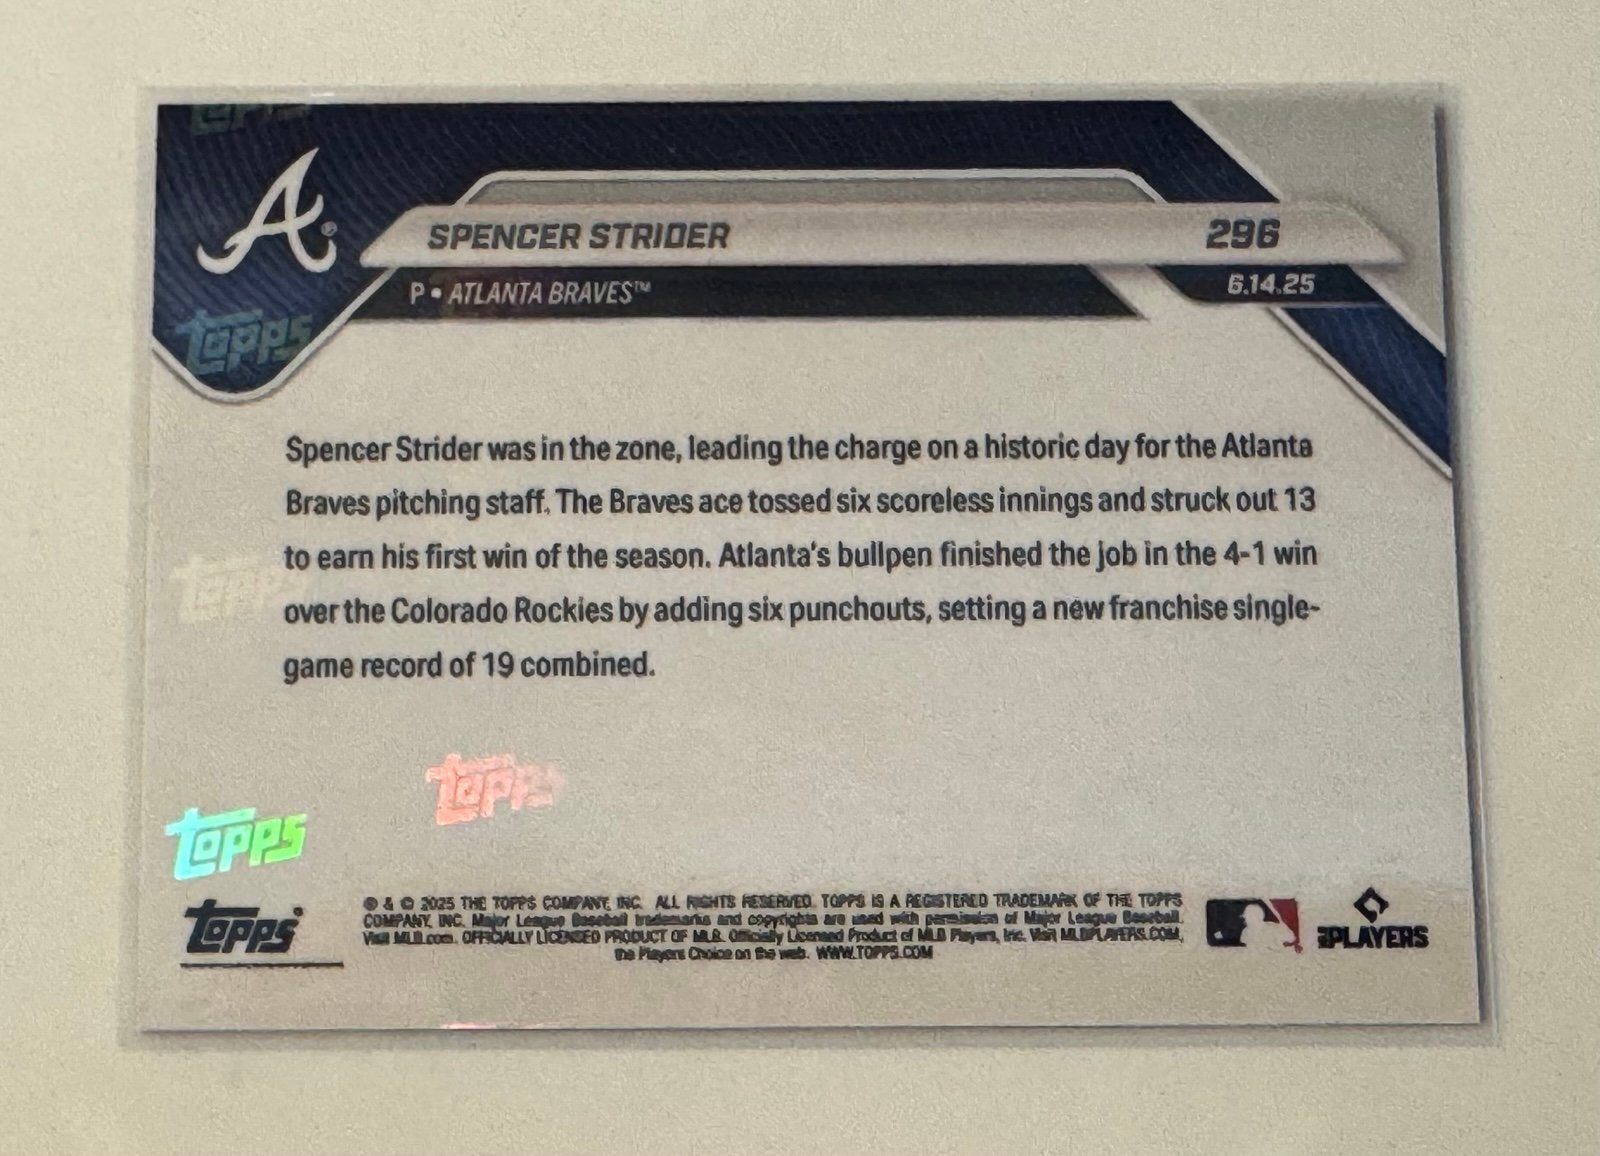 Topps
A®
SPENCER STRIDER 296
P • ATLANTA BRAVES™ 6.14.25
Topps
Spencer Strider was in the zone, leading the charge on a historic day for the Atlanta
Braves pitching staff. The Braves ace tossed six scoreless innings and struck out 13
to earn his first win of the season. Atlanta's bullpen finished the job in the 4-1 win
Topps
over the Colorado Rockies by adding six punchouts, setting a new franchise single-
game record of 19 combined.
Topps
Topps
Topps®
® & © 2025 THE TOPPS COMPANY, INC. ALL RIGHTS RESERVED. TOPPS IS A REGISTERED TRADEMARK OF THE TOPPS
COMPANY, INC. Major League Baseball trademarks and copyrights are used with permission of Major League Baseball.
Visit MLB.com. OFFICIALLY LICENSED PRODUCT OF MLB. Officially Licensed Product of MLB Players, Inc. Visit MLBPLAYERS.COM,
the Players Choice on the web. WWW.TOPPS.COM
PLAYERS